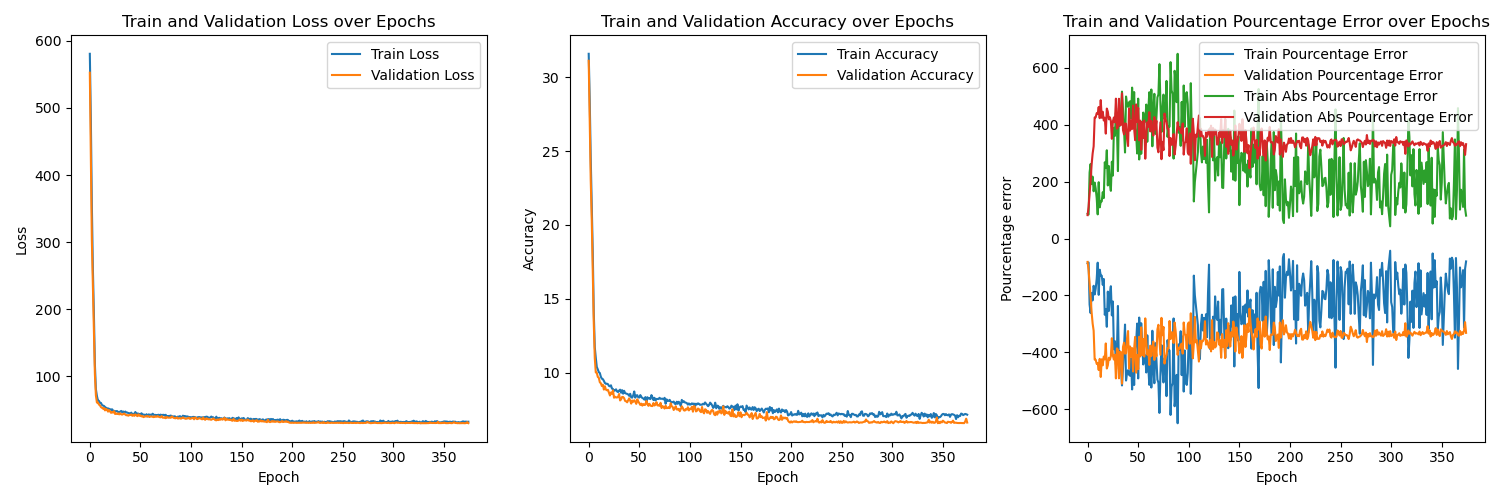 Train and Validation Loss over Epochs
600
500
400
300
200
100
0
50
100
150
200
250
300
350
Loss
Epoch
Train Loss
Validation Loss
Train and Validation Accuracy over Epochs
30
25
20
15
10
0
50
100
150
200
250
300
350
Accuracy
Epoch
Train Accuracy
Validation Accuracy
Train and Validation Pourcentage Error over Epochs
600
400
200
0
−200
−400
−600
0
50
100
150
200
250
300
350
Pourcentage error
Epoch
Train Pourcentage Error
Validation Pourcentage Error
Train Abs Pourcentage Error
Validation Abs Pourcentage Error